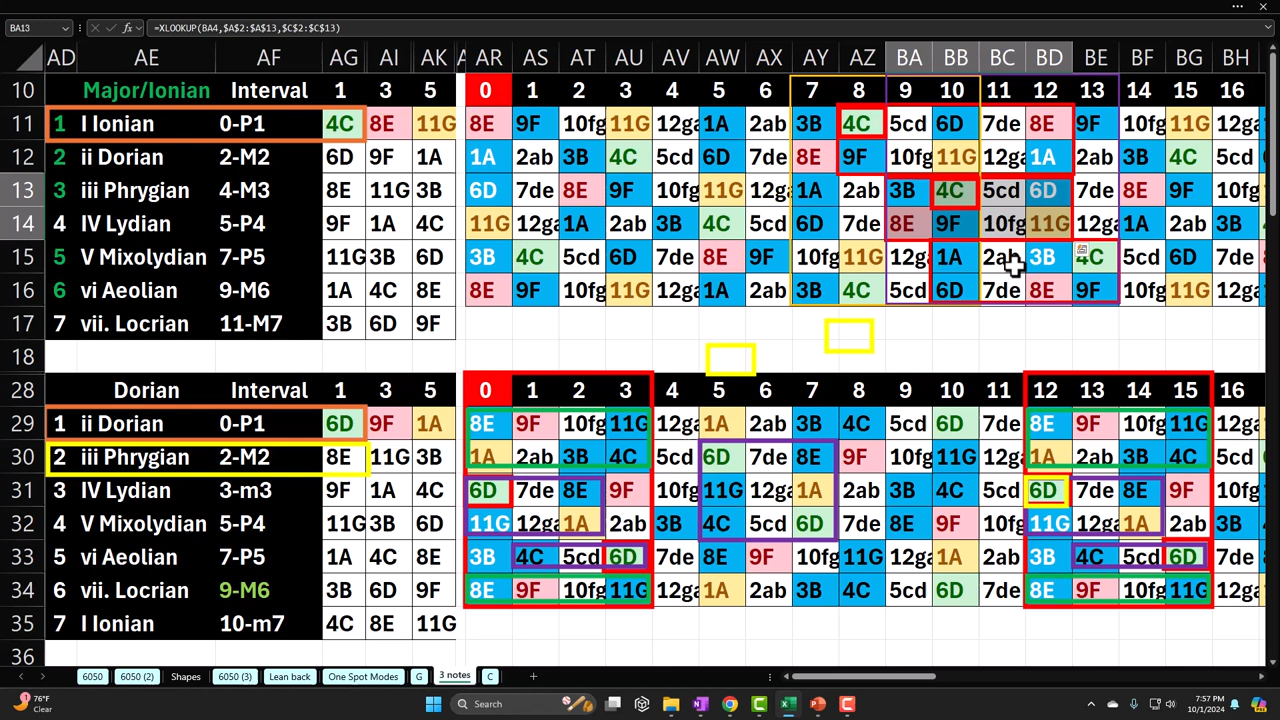 BA13 fx =XLOOKUP(BA4,$A$2:$A$13,$C$2:$C$13)
AD AE AF AG AI AK AR AS AT AU AV AW AX AY AZ BA BB BC BD BE BF BG BH
10 Major/Ionian Interval 1 3 5 0 1 2 3 4 5 6 7 8 9 10 11 12 13 14 15 16
11 1 I Ionian 0-P1 4C 8E 11G 8E 9F 10fg 11G 12ga 1A 2ab 3B 4C 5cd 6D 7de 8E 9F 10fg 11G 12ga
12 2 ii Dorian 2-M2 6D 9F 1A 1A 2ab 3B 4C 5cd 6D 7de 8E 9F 10fg 11G 12ga 1A 2ab 3B 4C 5cd
13 3 iii Phrygian 4-M3 8E 11G 3B 6D 7de 8E 9F 10fg 11G 12ga 1A 2ab 3B 4C 5cd 6D 7de 8E 9F 10fg
14 4 IV Lydian 5-P4 9F 1A 4C 11G 12ga 1A 2ab 3B 4C 5cd 6D 7de 8E 9F 10fg 11G 12ga 1A 2ab 3B
15 5 V Mixolydian 7-P5 11G 3B 6D 3B 4C 5cd 6D 7de 8E 9F 10fg 11G 12ga 1A 2ab 3B 4C 5cd 6D 7de
16 6 vi Aeolian 9-M6 1A 4C 8E 8E 9F 10fg 11G 12ga 1A 2ab 3B 4C 5cd 6D 7de 8E 9F 10fg 11G 12ga
17 7 vii. Locrian 11-M7 3B 6D 9F
18
28 Dorian Interval 1 3 5 0 1 2 3 4 5 6 7 8 9 10 11 12 13 14 15 16
29 1 ii Dorian 0-P1 6D 9F 1A 8E 9F 10fg 11G 12ga 1A 2ab 3B 4C 5cd 6D 7de 8E 9F 10fg 11G 12ga
30 2 iii Phrygian 2-M2 8E 11G 3B 1A 2ab 3B 4C 5cd 6D 7de 8E 9F 10fg 11G 12ga 1A 2ab 3B 4C 5cd
31 3 IV Lydian 3-m3 9F 1A 4C 6D 7de 8E 9F 10fg 11G 12ga 1A 2ab 3B 4C 5cd 6D 7de 8E 9F 10fg
32 4 V Mixolydian 5-P4 11G 3B 6D 11G 12ga 1A 2ab 3B 4C 5cd 6D 7de 8E 9F 10fg 11G 12ga 1A 2ab 3B
33 5 vi Aeolian 7-P5 1A 4C 8E 3B 4C 5cd 6D 7de 8E 9F 10fg 11G 12ga 1A 2ab 3B 4C 5cd 6D 7de
34 6 vii. Locrian 9-M6 3B 6D 9F 8E 9F 10fg 11G 12ga 1A 2ab 3B 4C 5cd 6D 7de 8E 9F 10fg 11G 12ga
35 7 I Ionian 10-m7 4C 8E 11G
36
6050 6050 (2) Shapes 6050 (3) Lean back One Spot Modes G 3 notes C
76°F Clear Search 7:57 PM 10/1/2024